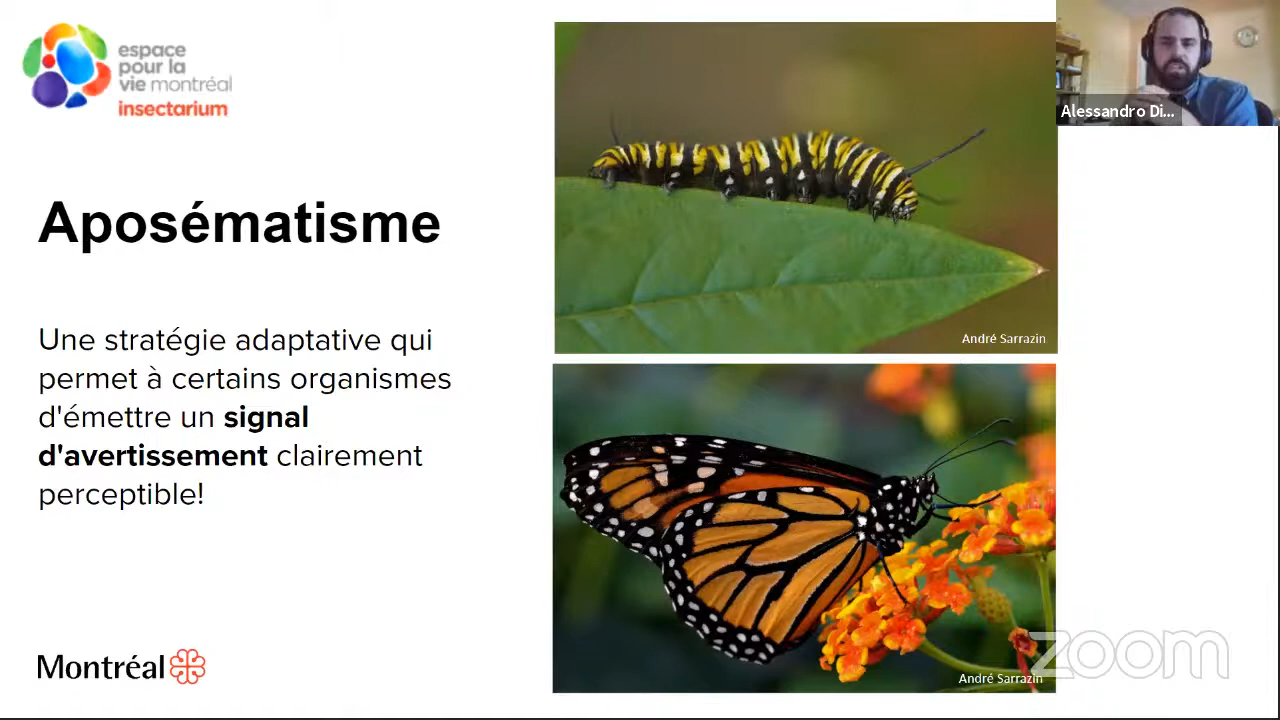 espace
pour la
vie montréal
insectarium
Alessandro Di...
Aposématisme
Une stratégie adaptative qui
permet à certains organismes
d'émettre un signal
d'avertissement clairement
perceptible!
André Sarrazin
André Sarrazin
Montréal
zoom